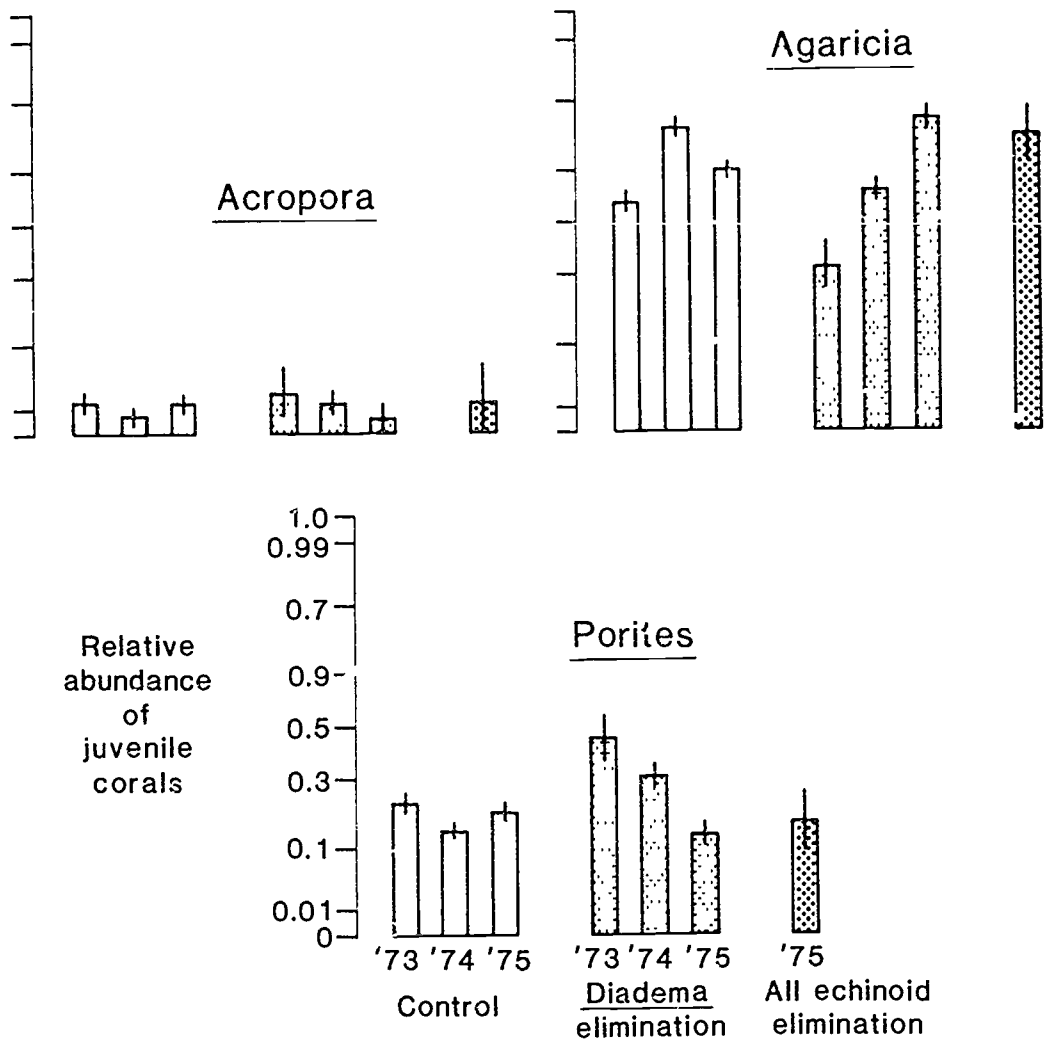 Agaricia
Acropora
1.0
0.99
0.7
Porites
Relative
abundance
of
juvenile
corals
0.9
0.5
0.3
0.1
0.01
0
'73 '74 '75 '73 '74 '75 '75
Control Diadema All echinoid
elimination elimination